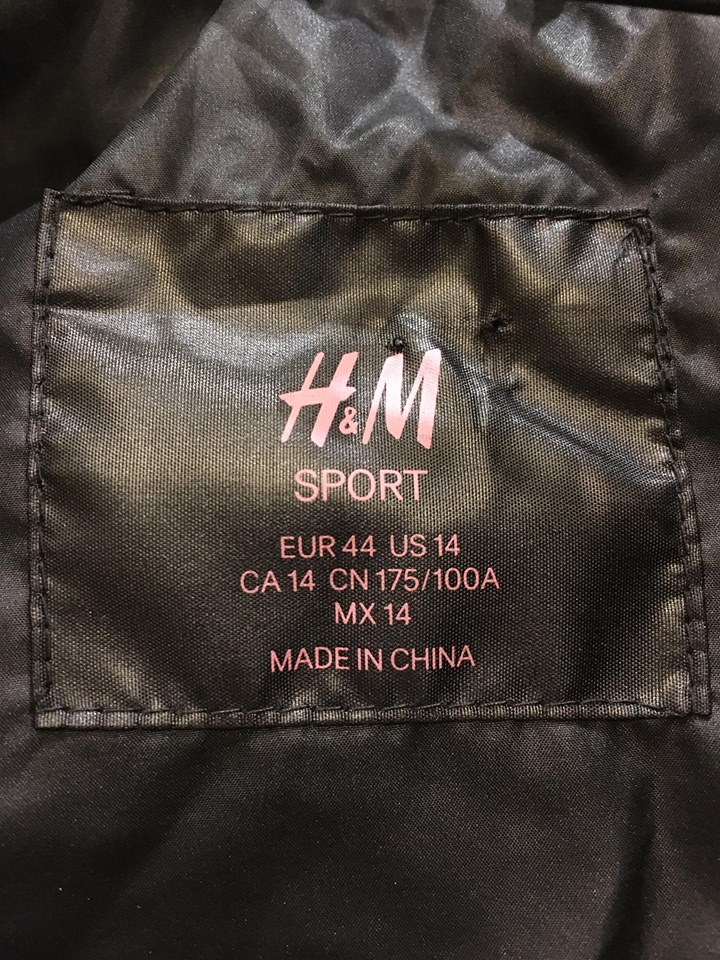 H&M
SPORT
EUR 44 US 14
CA 14 CN 175/100A
MX 14
MADE IN CHINA